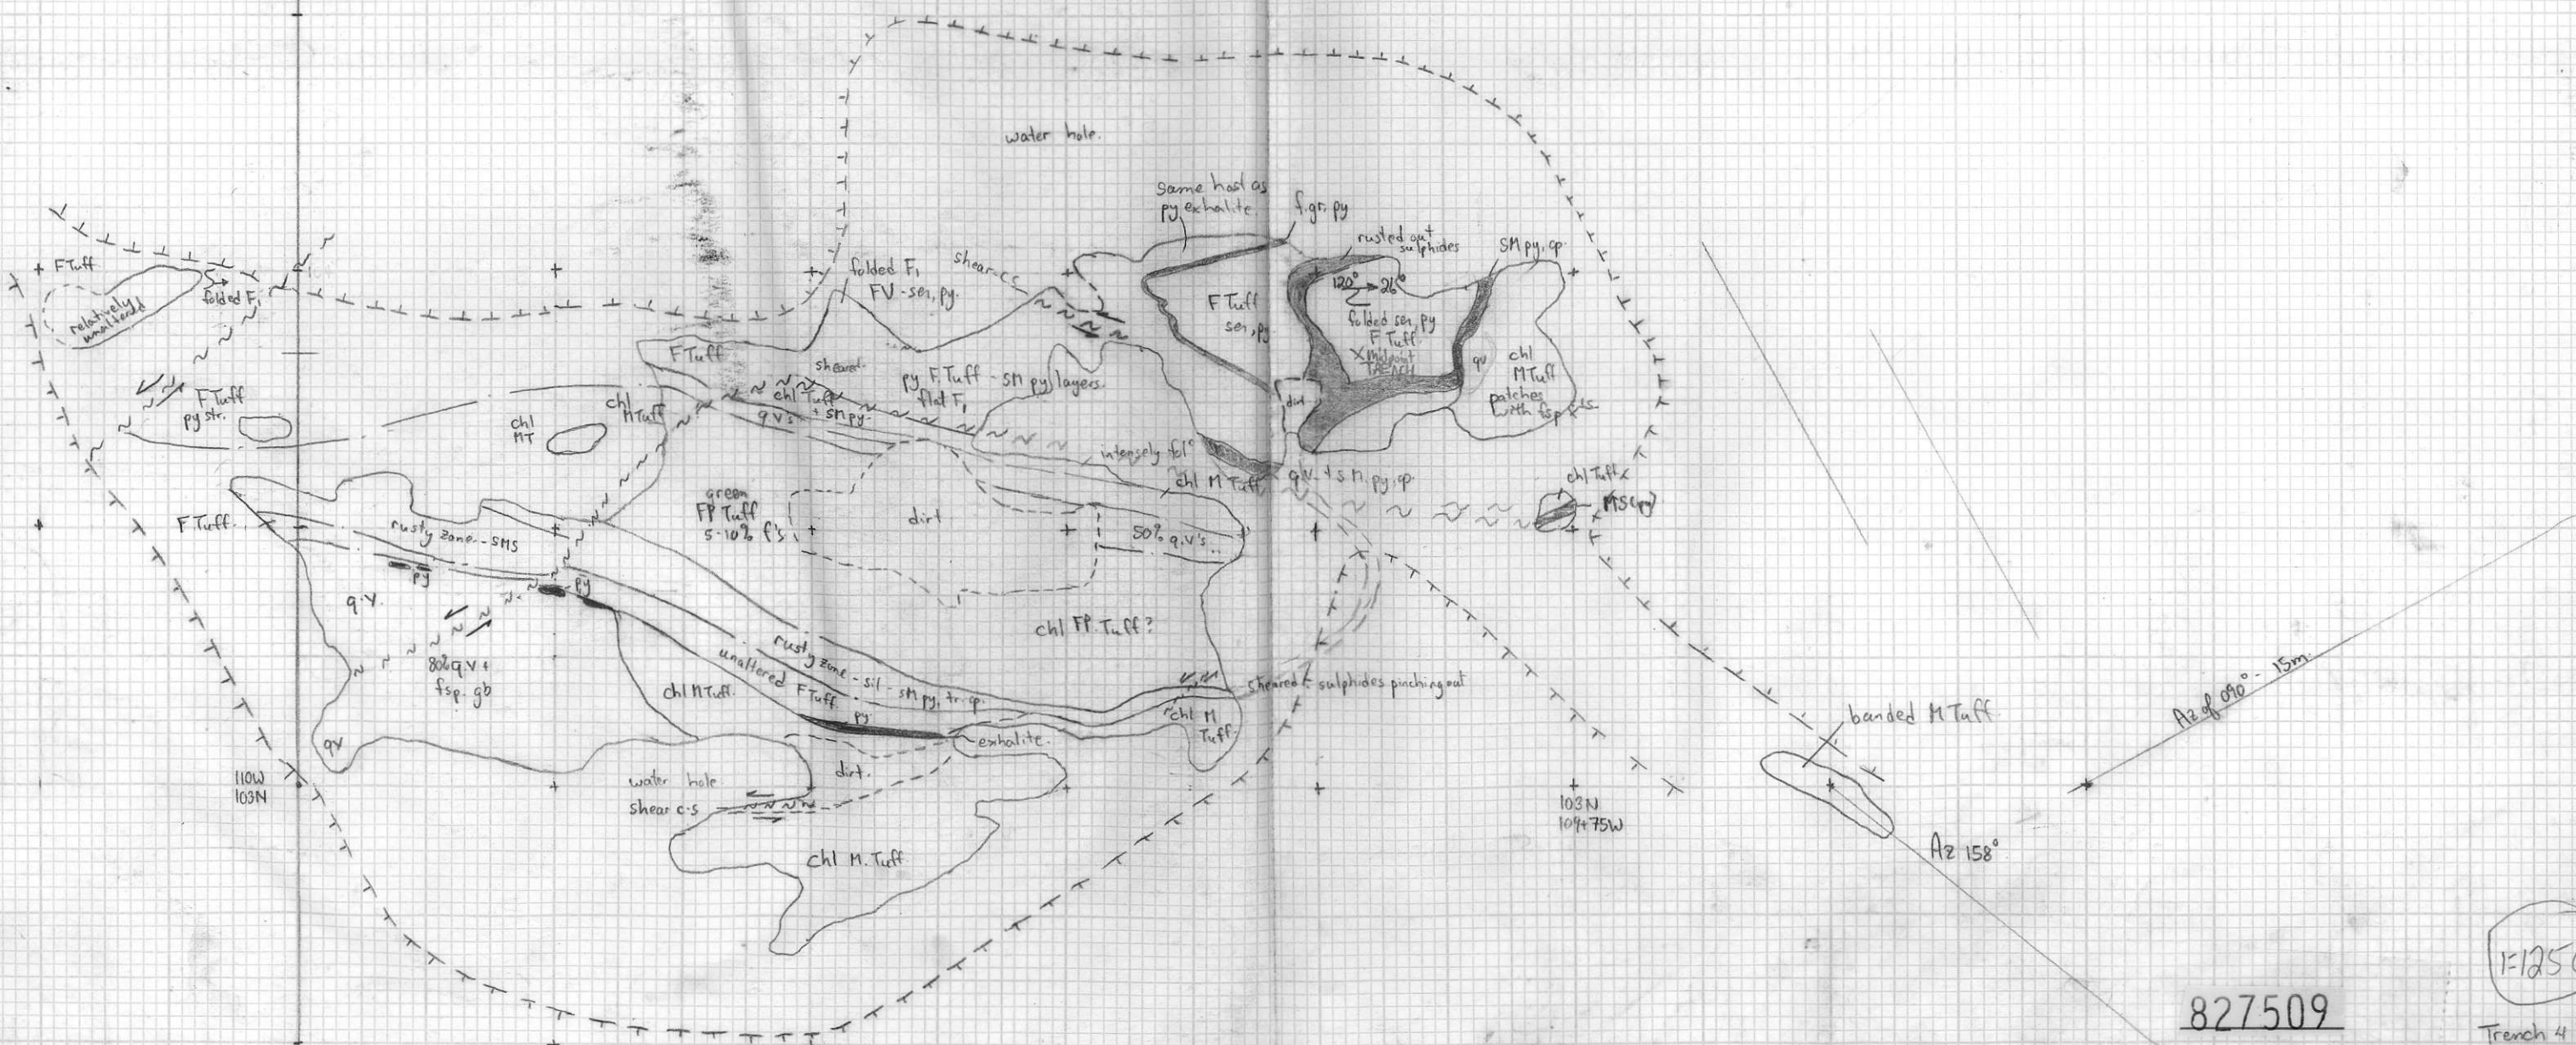 water hole.
same host as
py exhalite.
f.gr. py
rusted out
sulphides
SM py, cp.
F Tuff
relatively
unaltered
folded F₁
folded F₁
FV - ser, py.
shear-c.s.
F Tuff
ser, py
120° → 26°
folded ser, py
F Tuff
X midpoint
TRENCH
qv
chl
MTuff
patches
with fsp
dirt
F Tuff
sheared
py F. Tuff - SM py layers.
flat F₁
chl Tuff
+ SM py.
q.v's
F Tuff
py str.
chl
MT
chl
MTuff
intensely fol°
chl M Tuff
q.v. + SM. py, cp.
chl Tuff
MS (py)
green
FP Tuff
5-10% f's
dirt
50% q.v's
F Tuff
rusty zone - SMS
py
py
q.v.
80% q.v +
fsp. gb
qv
chl MTuff.
chl FP. Tuff?
rusty zone - sil - SM py, tr. cp.
unaltered F Tuff
py
exhalite.
chl M
Tuff
sheared - sulphides pinching out
dirt.
water hole
shear c.s
chl M. Tuff
110W
103N
103N
109+75W
banded M Tuff
Az of 090° - 15m.
Az 158°
827509
Trench 4